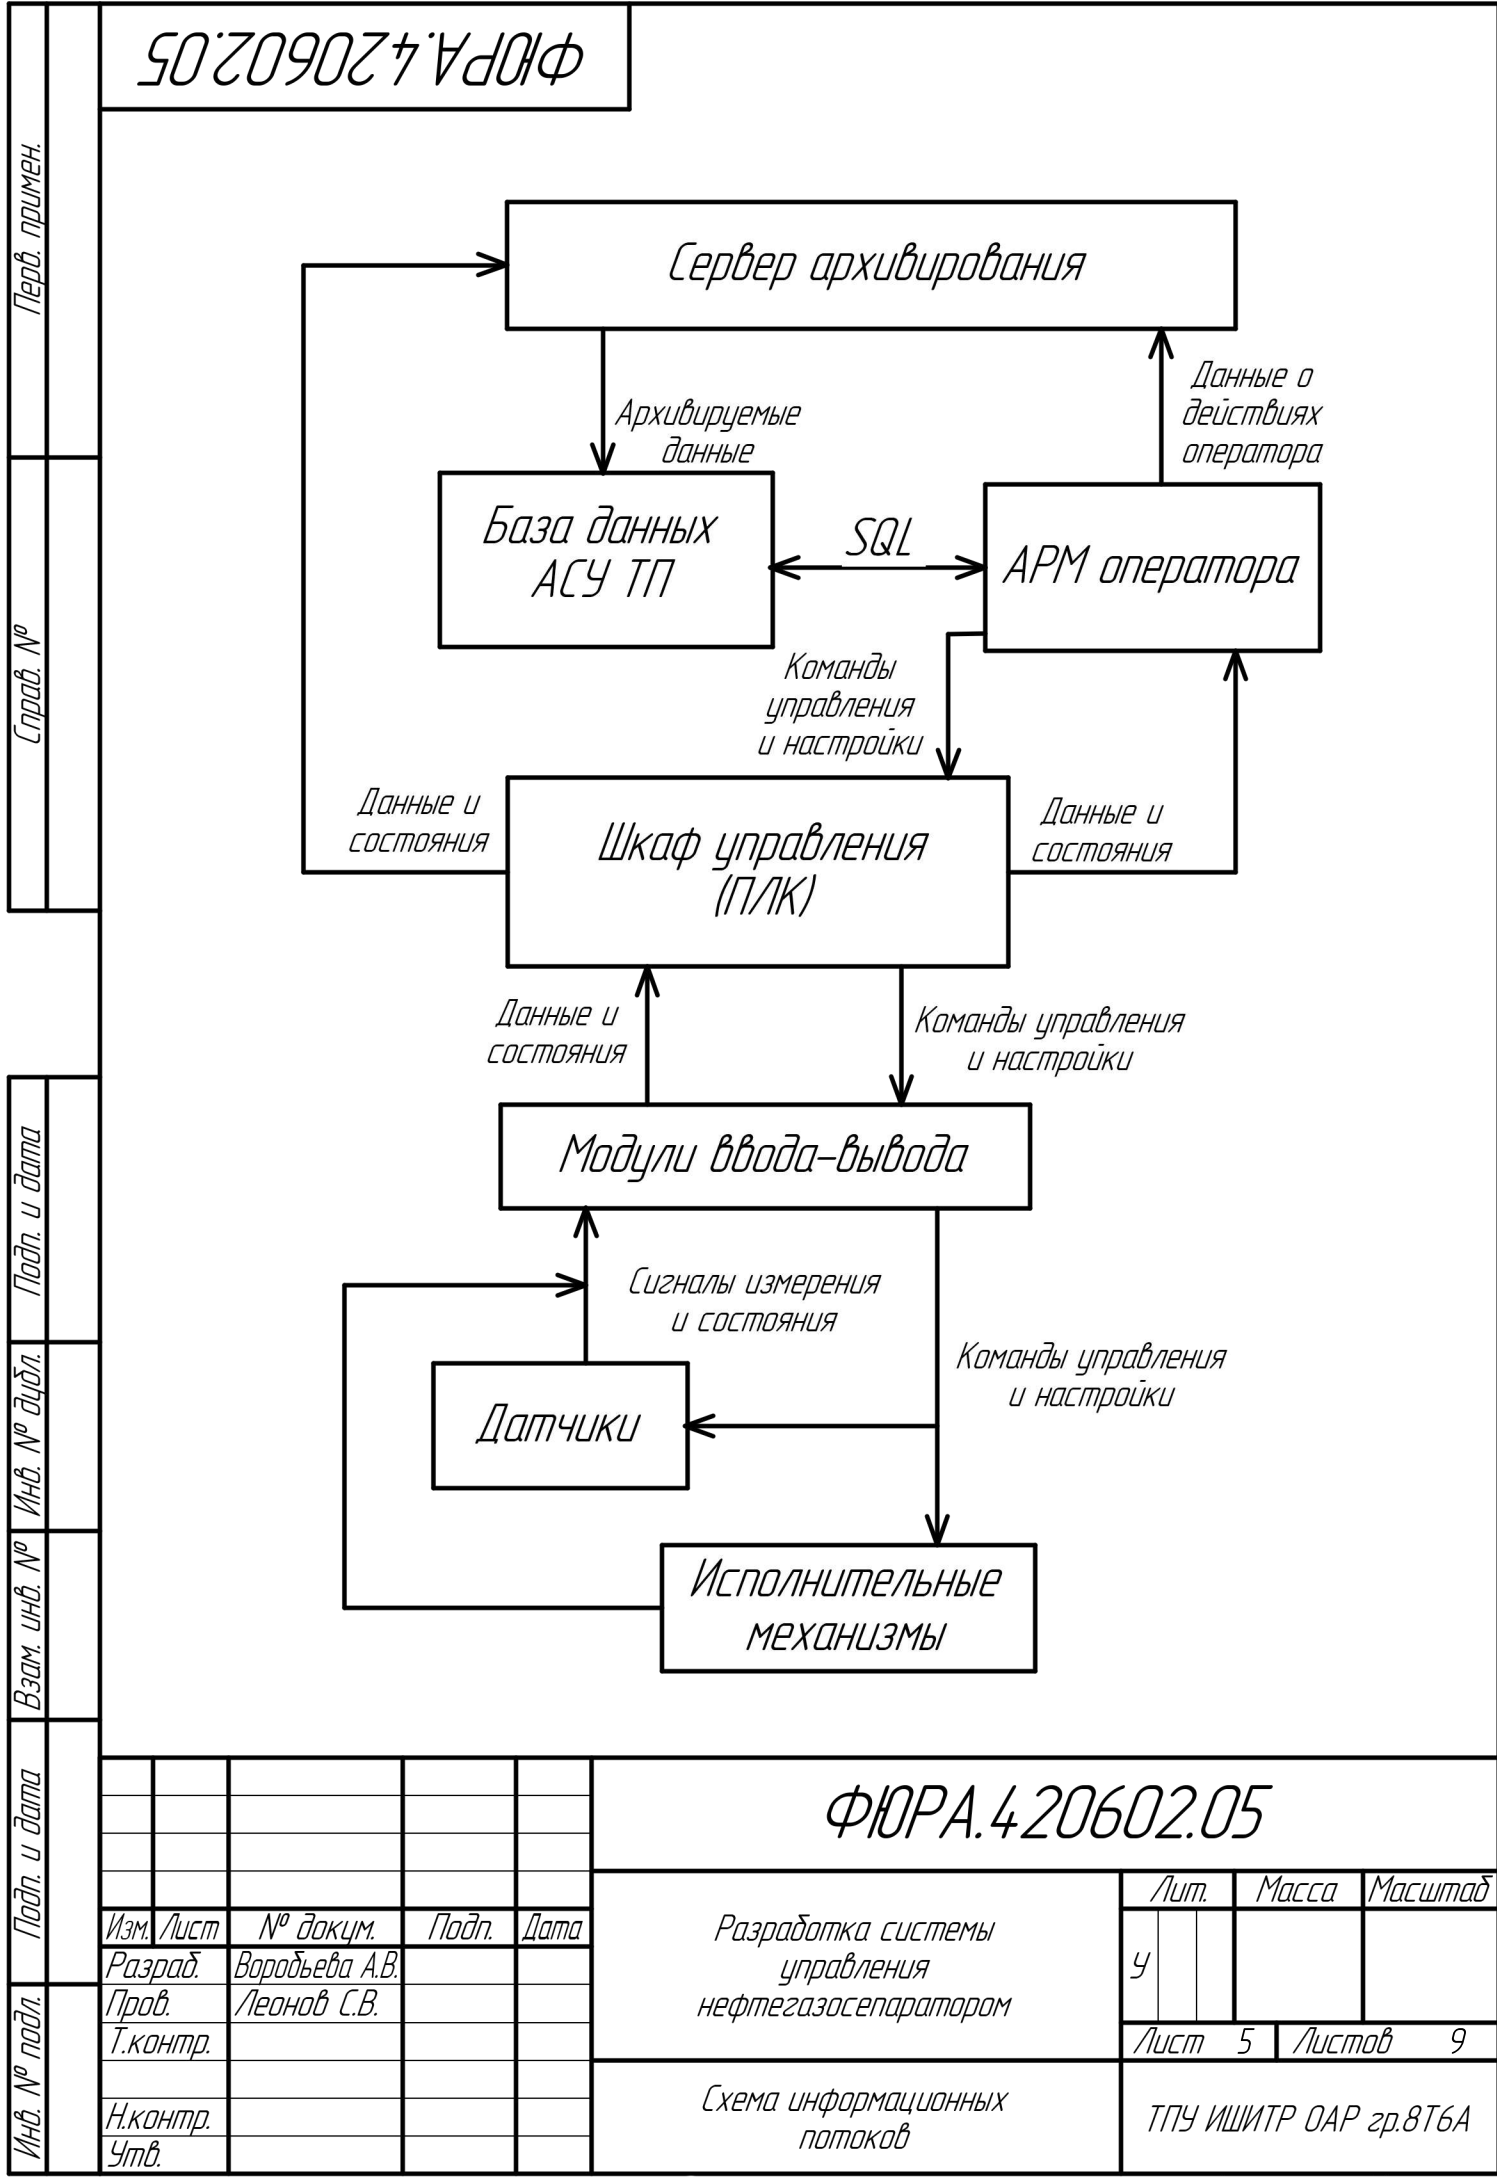 ФЮРА.420602.05
Перв. примен.
Справ. №
Подп. и дата
Инв. № дубл.
Взам. инв. №
Подп. и дата
Инв. № подл.
Сервер архивирования
Архивируемые
данные
Данные о
действиях
оператора
База данных
АСУ ТП
SQL
АРМ оператора
Команды
управления
и настройки
Данные и
состояния
Шкаф управления
(ПЛК)
Данные и
состояния
Данные и
состояния
Команды управления
и настройки
Модули ввода-вывода
Сигналы измерения
и состояния
Команды управления
и настройки
Датчики
Исполнительные
механизмы
ФЮРА.420602.05
Изм. Лист № докум. Подп. Дата
Разраб. Воробьева А.В.
Пров. Леонов С.В.
Т.контр.
Н.контр.
Утв.
Разработка системы
управления
нефтегазосепаратором
Лит. Масса Масштаб
У
Лист 5 Листов 9
Схема информационных
потоков
ТПУ ИШИТР ОАР гр.8Т6А